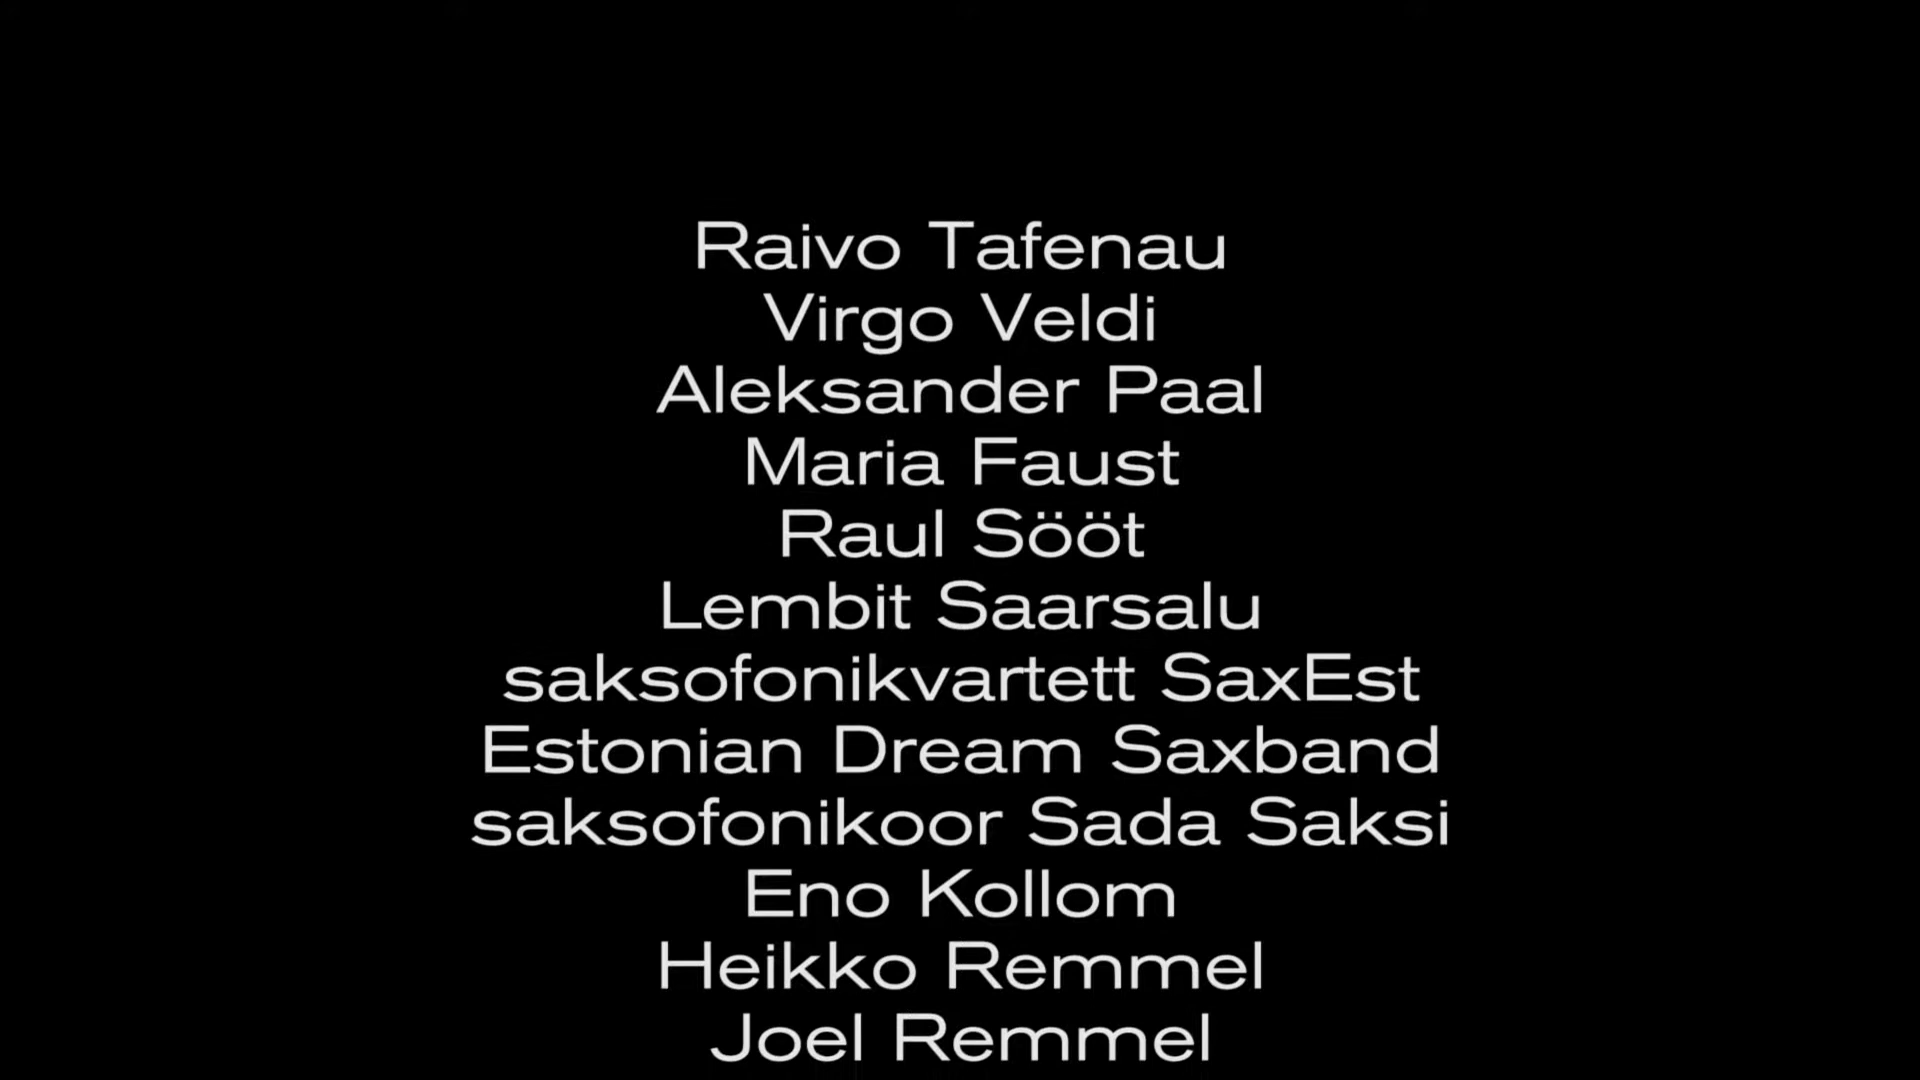 Raivo Tafenau
Virgo Veldi
Aleksander Paal
Maria Faust
Raul Sööt
Lembit Saarsalu
saksofonikvartett SaxEst
Estonian Dream Saxband
saksofonikoor Sada Saksi
Eno Kollom
Heikko Remmel
Joel Remmel